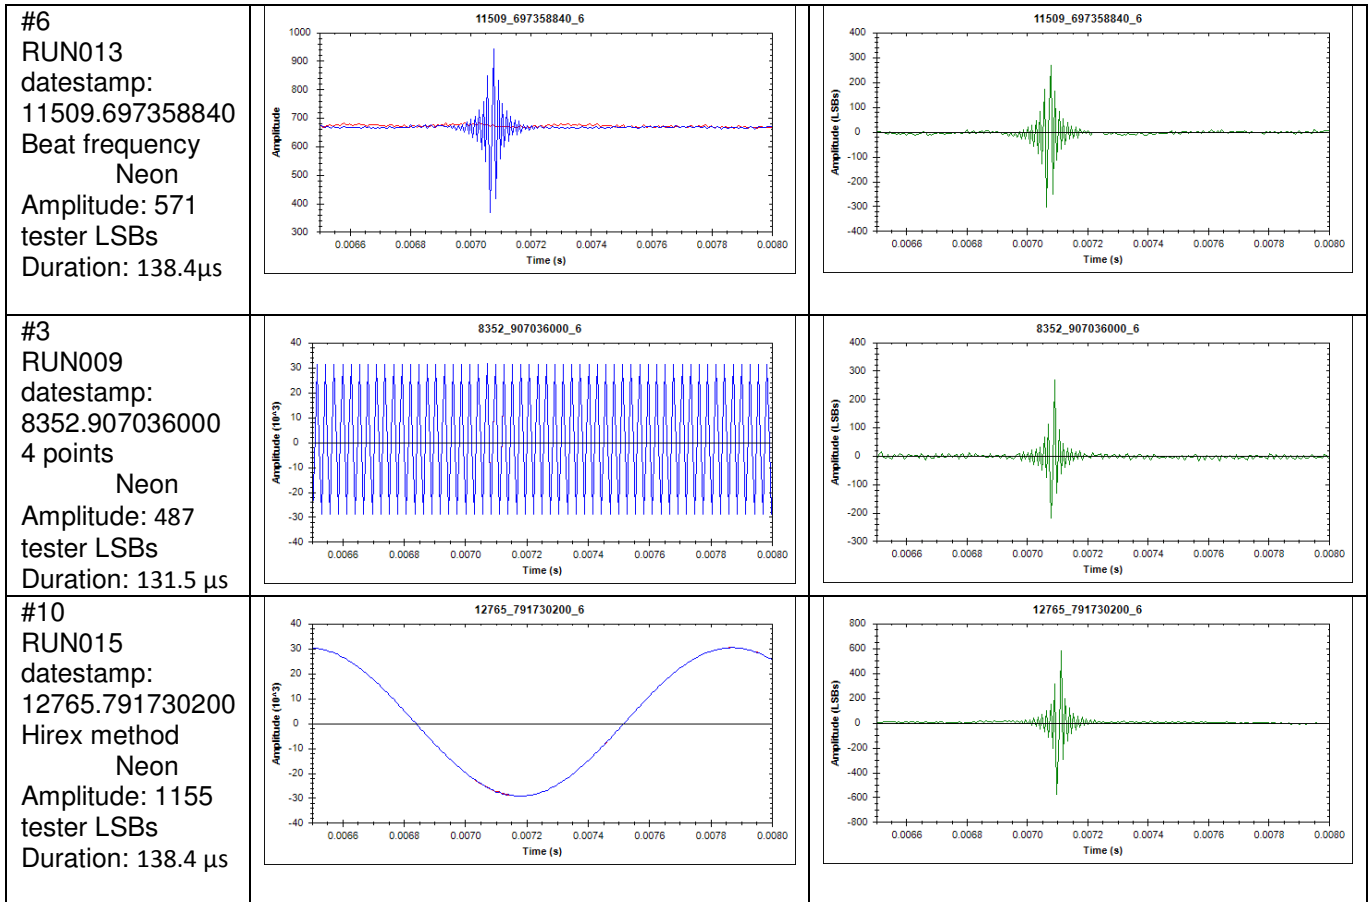 #6
RUN013
datestamp:
11509.697358840
Beat frequency
Neon
Amplitude: 571
tester LSBs
Duration: 138.4µs
11509_697358840_6
Amplitude
1000
900
800
700
600
500
400
300
0.0066 0.0068 0.0070 0.0072 0.0074 0.0076 0.0078 0.0080
Time (s)
11509_697358840_6
Amplitude (LSBs)
400
300
200
100
0
-100
-200
-300
-400
0.0066 0.0068 0.0070 0.0072 0.0074 0.0076 0.0078 0.0080
Time (s)
#3
RUN009
datestamp:
8352.907036000
4 points
Neon
Amplitude: 487
tester LSBs
Duration: 131.5 µs
8352_907036000_6
Amplitude (10^3)
40
30
20
10
0
-10
-20
-30
-40
0.0066 0.0068 0.0070 0.0072 0.0074 0.0076 0.0078 0.0080
Time (s)
8352_907036000_6
Amplitude (LSBs)
400
300
200
100
0
-100
-200
-300
0.0066 0.0068 0.0070 0.0072 0.0074 0.0076 0.0078 0.0080
Time (s)
#10
RUN015
datestamp:
12765.791730200
Hirex method
Neon
Amplitude: 1155
tester LSBs
Duration: 138.4 µs
12765_791730200_6
Amplitude (10^3)
40
30
20
10
0
-10
-20
-30
-40
0.0066 0.0068 0.0070 0.0072 0.0074 0.0076 0.0078 0.0080
Time (s)
12765_791730200_6
Amplitude (LSBs)
800
600
400
200
0
-200
-400
-600
-800
0.0066 0.0068 0.0070 0.0072 0.0074 0.0076 0.0078 0.0080
Time (s)